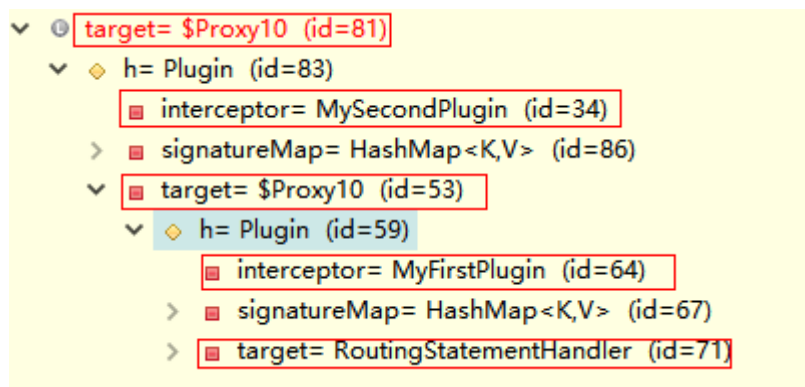 target= $Proxy10 (id=81)
h= Plugin (id=83)
interceptor= MySecondPlugin (id=34)
signatureMap= HashMap<K,V> (id=86)
target= $Proxy10 (id=53)
h= Plugin (id=59)
interceptor= MyFirstPlugin (id=64)
signatureMap= HashMap<K,V> (id=67)
target= RoutingStatementHandler (id=71)